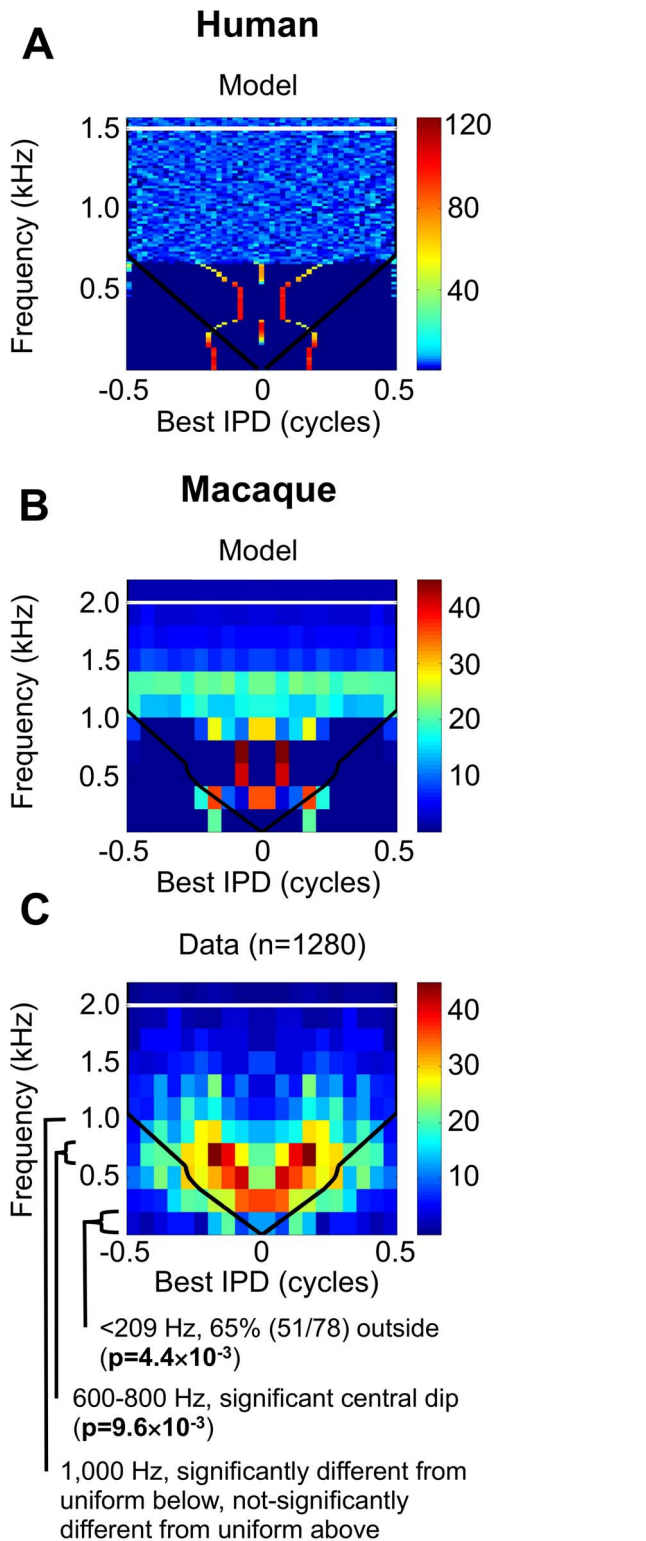 Human
A
Model
Frequency (kHz)
1.5
1.0
0.5
120
80
40
-0.5 0 0.5
Best IPD (cycles)
Macaque
B
Model
Frequency (kHz)
2.0
1.5
1.0
0.5
40
30
20
10
-0.5 0 0.5
Best IPD (cycles)
C
Data (n=1280)
Frequency (kHz)
2.0
1.5
1.0
0.5
40
30
20
10
-0.5 0 0.5
Best IPD (cycles)
<209 Hz, 65% (51/78) outside
(p=4.4×10⁻³)
600-800 Hz, significant central dip
(p=9.6×10⁻³)
1,000 Hz, significantly different from
uniform below, not-significantly
different from uniform above